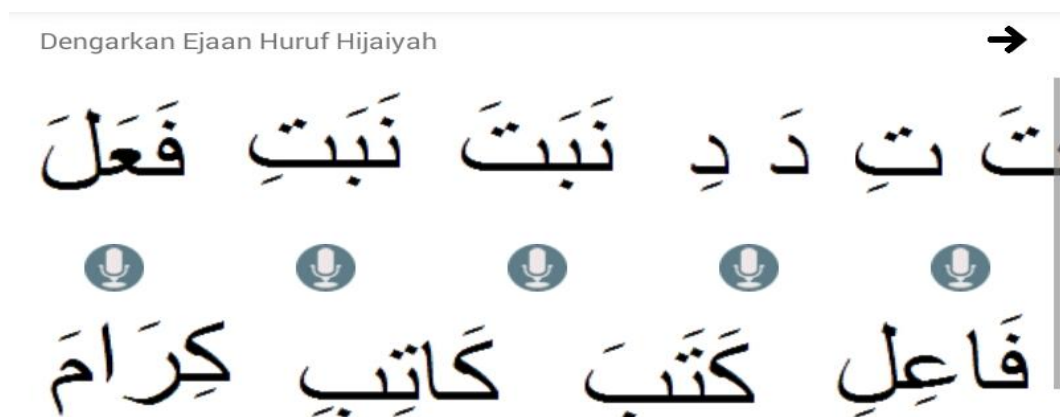 Dengarkan Ejaan Huruf Hijaiyah
تَ تِ دَ دِ نَبَتَ نَبَتِ فَعَلَ
فَاعِلِ كَتَبَ كَاتِبِ كِرَامَ